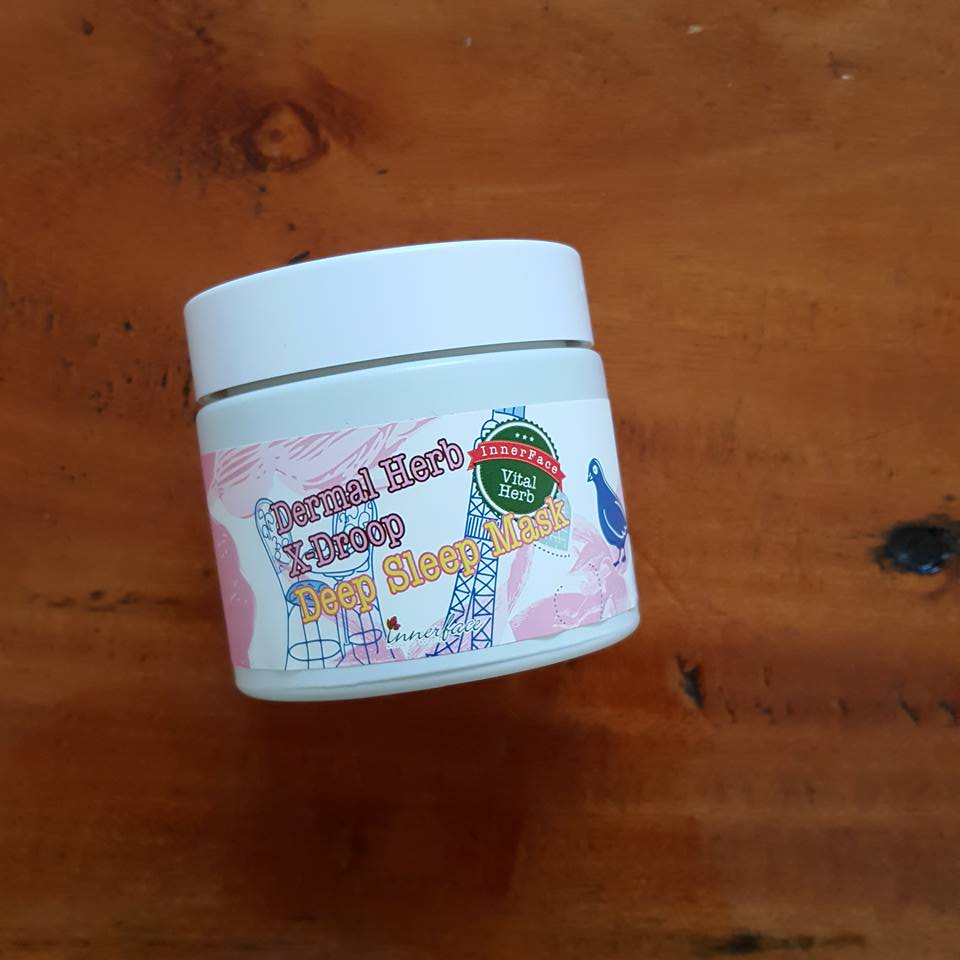 Dermal Herb
X-Droop
Deep Sleep Mask
InnerFace
Vital
Herb
innerface